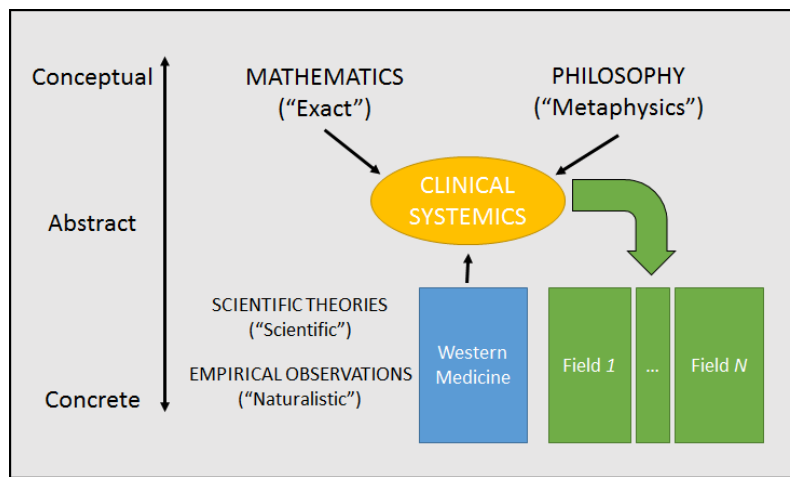 Conceptual
MATHEMATICS
(“Exact”)
PHILOSOPHY
(“Metaphysics”)
CLINICAL
SYSTEMICS
Abstract
SCIENTIFIC THEORIES
(“Scientific”)
EMPIRICAL OBSERVATIONS
(“Naturalistic”)
Western
Medicine
Field 1
...
Field N
Concrete